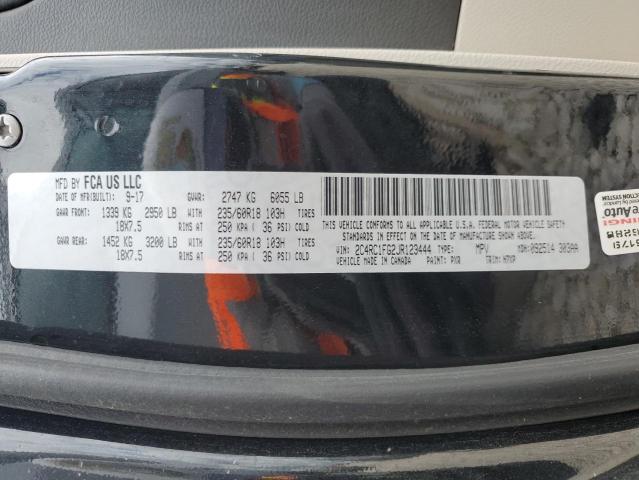 MFD BY FCA US LLC
DATE OF MFR(BUILT): 9-17 GVWR: 2747 KG 6055 LB
GAWR FRONT: 1339 KG 2950 LB WITH 235/60R18 103H TIRES
18X7.5 RIMS AT 250 KPA ( 36 PSI) COLD
GAWR REAR: 1452 KG 3200 LB WITH 235/60R18 103H TIRES
18X7.5 RIMS AT 250 KPA ( 36 PSI) COLD
THIS VEHICLE CONFORMS TO ALL APPLICABLE U.S.A. FEDERAL MOTOR VEHICLE SAFETY
STANDARDS IN EFFECT ON THE DATE OF MANUFACTURE SHOWN ABOVE.
VIN: 2C4RC1FG2JR123444 TYPE: MPV MDH: 092514 303AA
VEHICLE MADE IN CANADA PAINT: PXR TRIM: